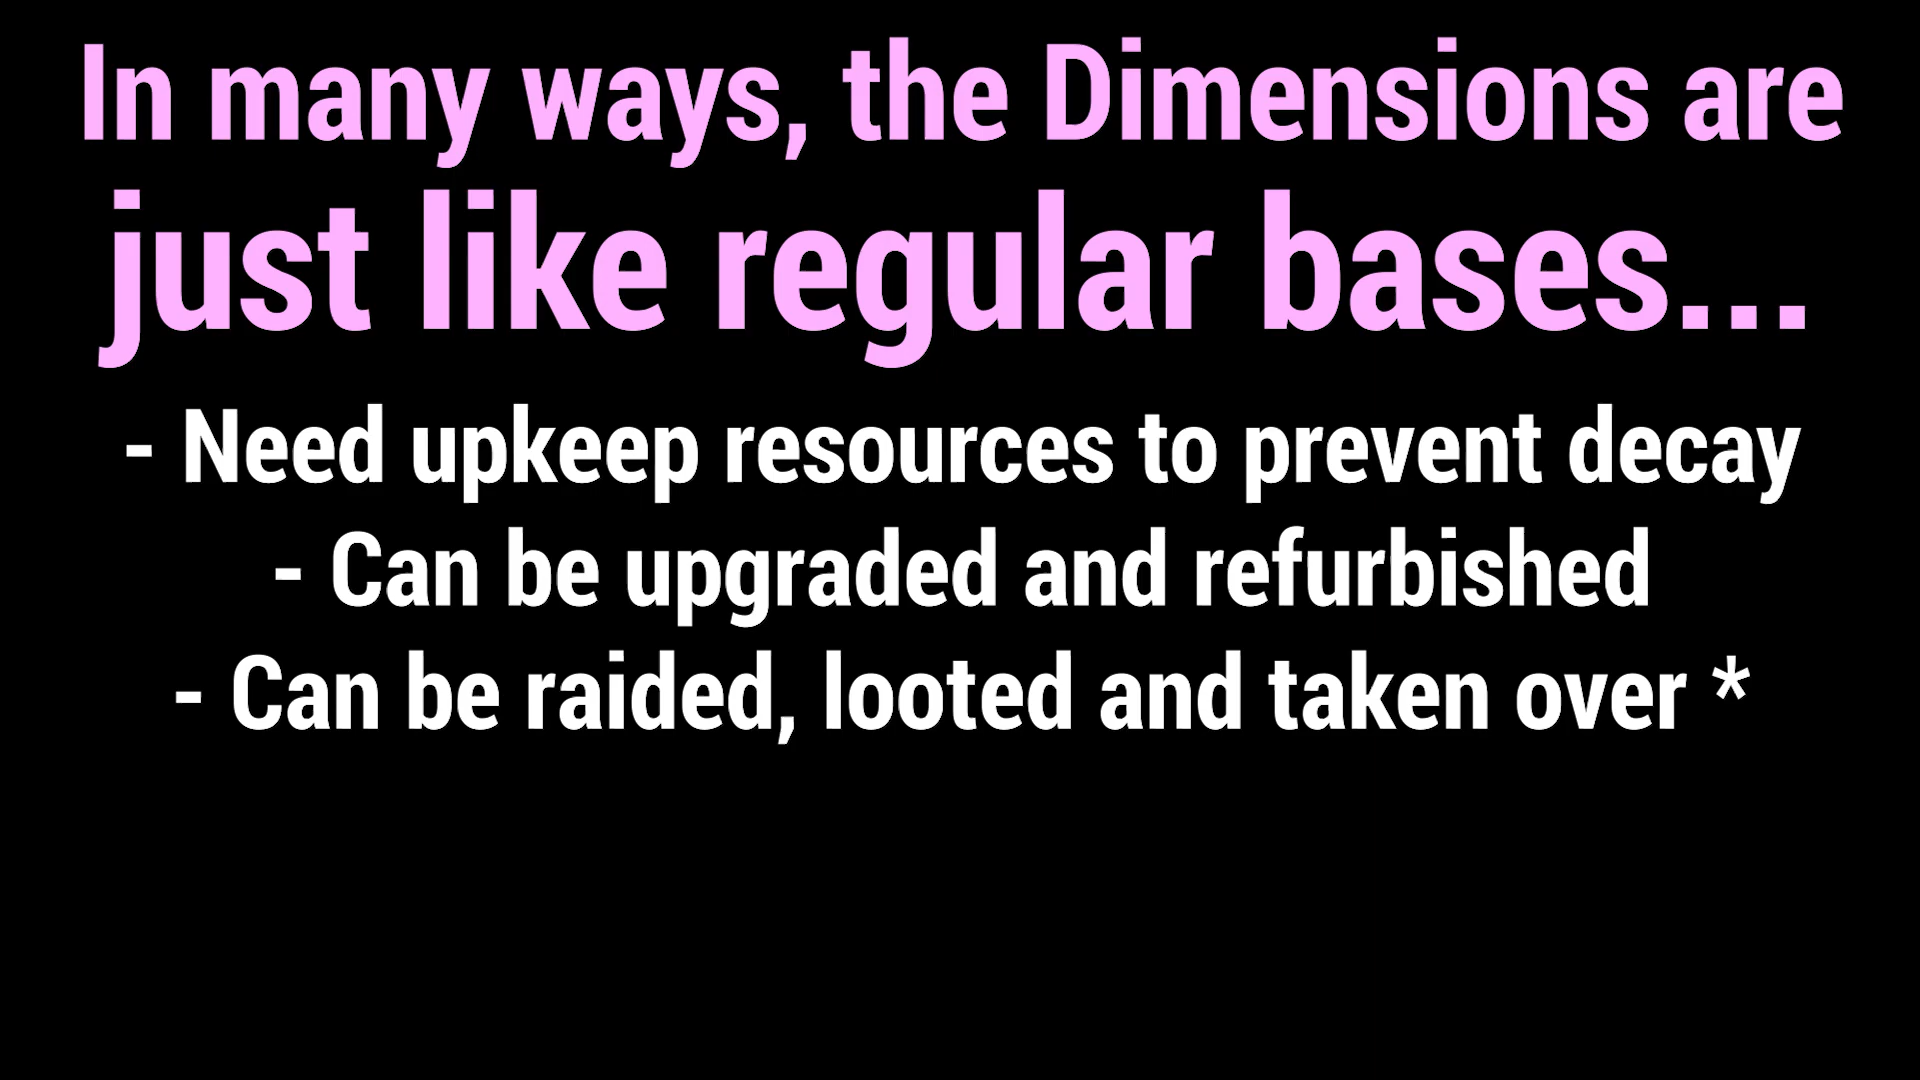 In many ways, the Dimensions are
just like regular bases...
- Need upkeep resources to prevent decay
- Can be upgraded and refurbished
- Can be raided, looted and taken over *